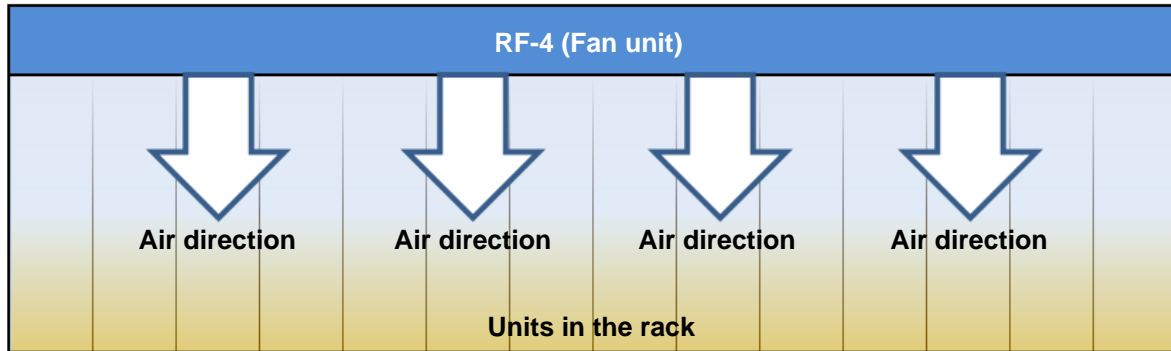 RF-4 (Fan unit)
Air direction Air direction Air direction Air direction
Units in the rack